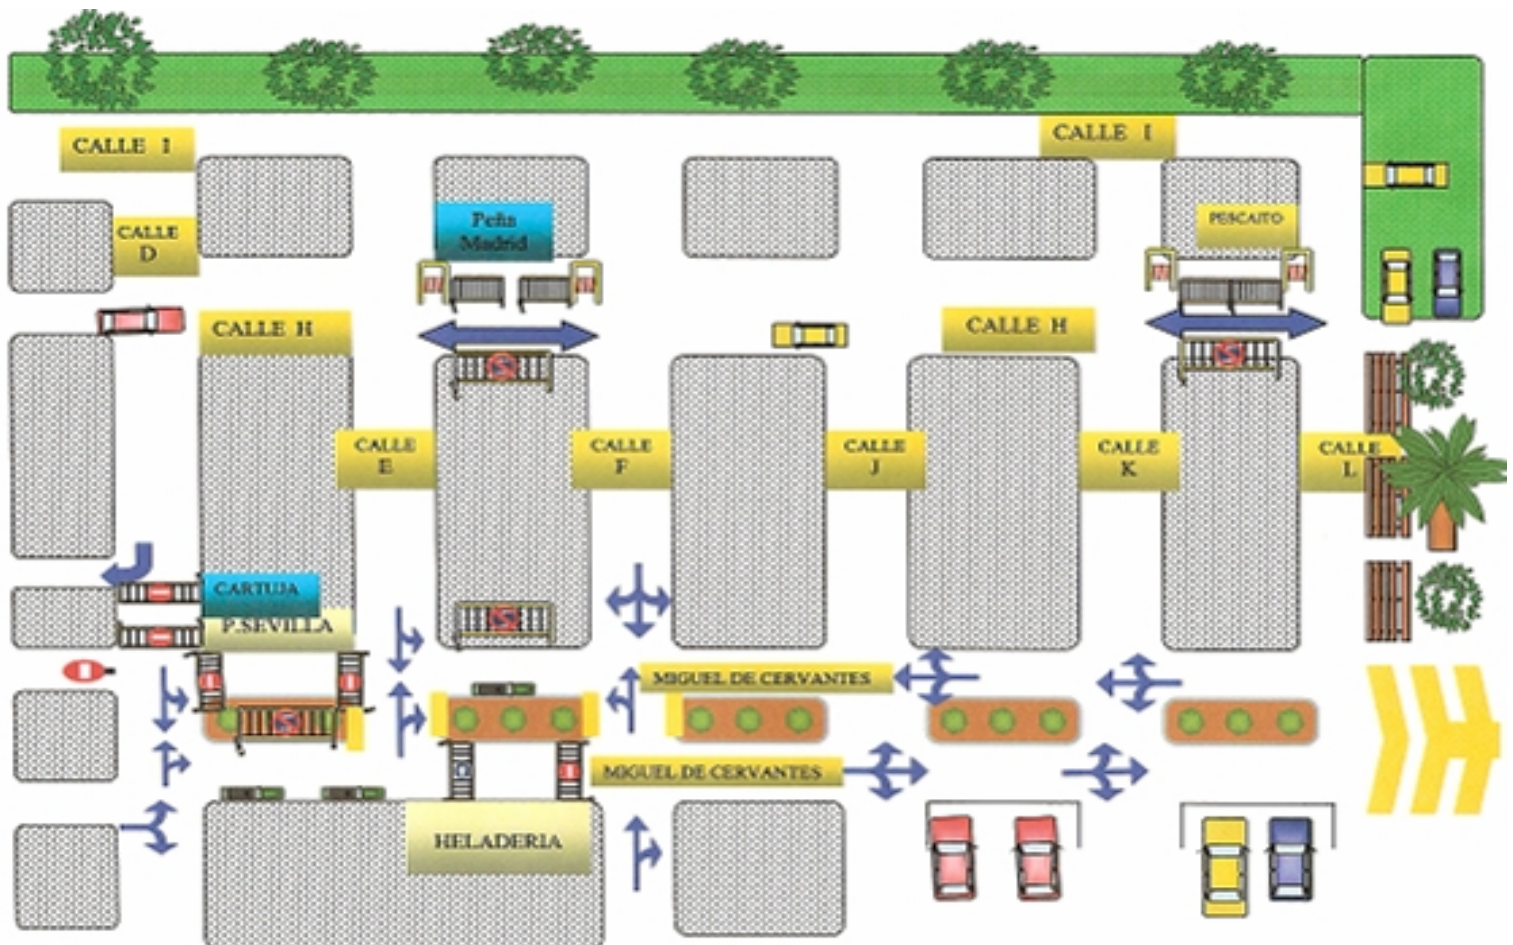 CALLE I
CALLE I
CALLE
D
Peña
Madrid
PESCAITO
CALLE H
CALLE H
CALLE
E
CALLE
F
CALLE
J
CALLE
K
CALLE
L
CARTUJA
P.SEVILLA
MIGUEL DE CERVANTES
MIGUEL DE CERVANTES
HELADERIA